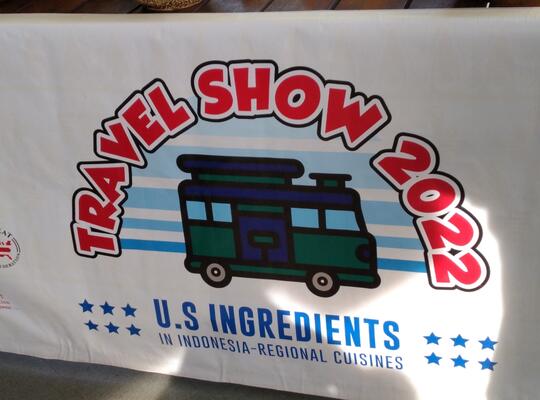 TRAVEL SHOW 2022
U.S INGREDIENTS
IN INDONESIA-REGIONAL CUISINES